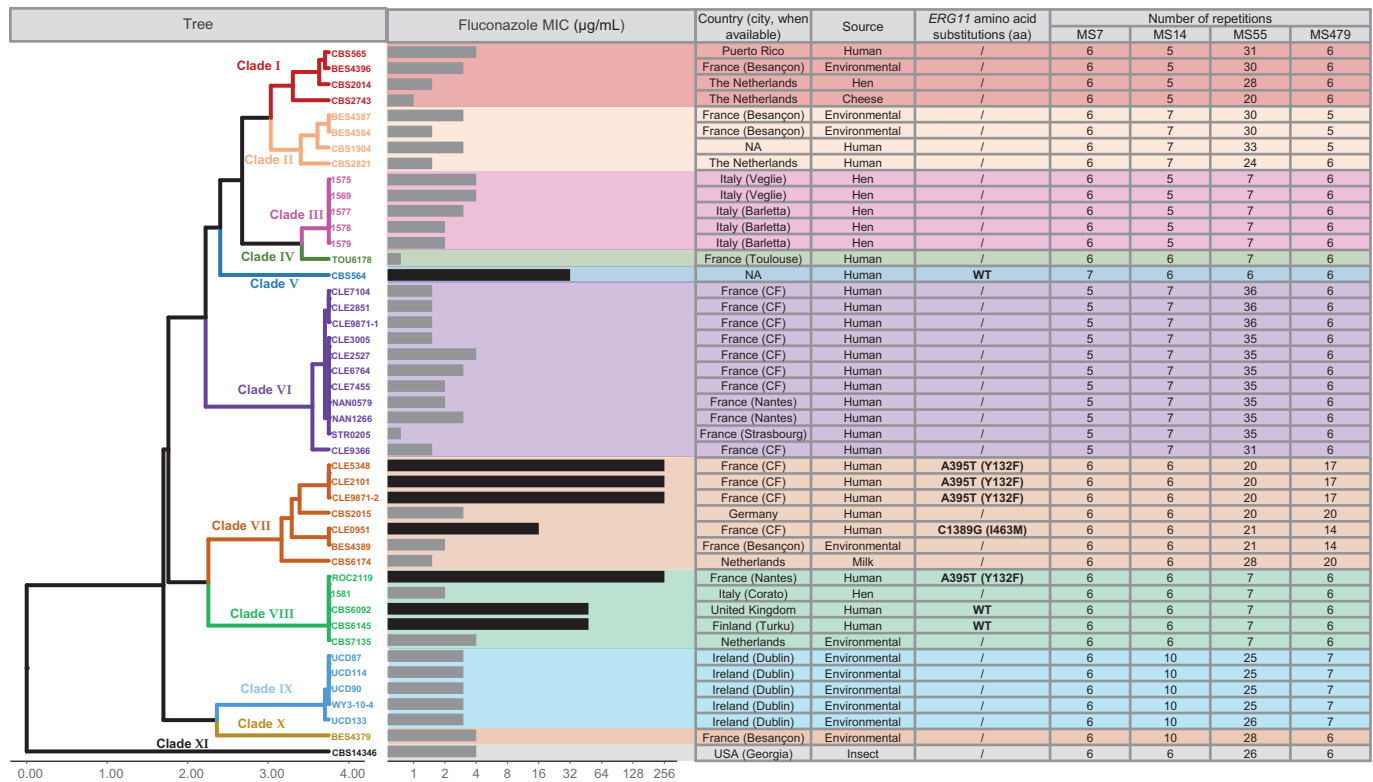 Tree
Fluconazole MIC (µg/mL)
Country (city, when available)
Source
ERG11 amino acid substitutions (aa)
Number of repetitions
MS7 MS14 MS55 MS479
Clade I
Clade II
Clade III
Clade IV
Clade V
Clade VI
Clade VII
Clade VIII
Clade IX
Clade X
Clade XI
CBS565 Puerto Rico Human / 6 5 31 6
BES4396 France (Besançon) Environmental / 6 5 30 6
CBS2014 The Netherlands Hen / 6 5 28 6
CBS2743 The Netherlands Cheese / 6 5 20 6
BES4387 France (Besançon) Environmental / 6 7 30 5
BES4384 France (Besançon) Environmental / 6 7 30 5
CBS1904 NA Human / 6 7 33 5
CBS2821 The Netherlands Human / 6 7 24 5
1575 Italy (Veglie) Hen / 6 5 7 6
1569 Italy (Veglie) Hen / 6 5 7 6
1577 Italy (Barletta) Hen / 6 5 7 6
1578 Italy (Barletta) Hen / 6 5 7 6
1579 Italy (Barletta) Hen / 6 5 7 6
TOU6178 France (Toulouse) Human / 6 6 7 6
CBS564 NA Human WT 7 6 6 6
CLE7104 France (CF) Human / 5 7 36 6
CLE2851 France (CF) Human / 5 7 36 6
CLE9871-1 France (CF) Human / 5 7 36 6
CLE3005 France (CF) Human / 5 7 35 6
CLE2527 France (CF) Human / 5 7 35 6
CLE6764 France (CF) Human / 5 7 35 6
CLE7455 France (CF) Human / 5 7 35 6
NAN0579 France (Nantes) Human / 5 7 35 6
NAN1266 France (Nantes) Human / 5 7 35 6
STR0205 France (Strasbourg) Human / 5 7 35 6
CLE9366 France (CF) Human / 5 7 31 6
CLE5348 France (CF) Human A395T (Y132F) 6 6 20 17
CLE2101 France (CF) Human A395T (Y132F) 6 6 20 17
CLE9871-2 France (CF) Human A395T (Y132F) 6 6 20 17
CBS2015 Germany Human / 6 6 20 20
CLE0951 France (CF) Human C1389G (I463M) 6 6 21 14
BES4389 France (Besançon) Environmental / 6 6 21 14
CBS6174 Netherlands Milk / 6 6 28 20
ROC2119 France (Nantes) Human A395T (Y132F) 6 6 7 6
1581 Italy (Corato) Hen / 6 6 7 6
CBS6092 United Kingdom Human WT 6 6 7 6
CBS6145 Finland (Turku) Human WT 6 6 7 6
CBS7135 Netherlands Environmental / 6 6 7 6
UCD87 Ireland (Dublin) Environmental / 6 10 25 7
UCD114 Ireland (Dublin) Environmental / 6 10 25 7
UCD90 Ireland (Dublin) Environmental / 6 10 25 7
WY3-10-4 Ireland (Dublin) Environmental / 6 10 25 7
UCD133 Ireland (Dublin) Environmental / 6 10 26 7
BES4379 France (Besançon) Environmental / 6 10 28 6
CBS14346 USA (Georgia) Insect / 6 6 26 6
0.00 1.00 2.00 3.00 4.00
1 2 4 8 16 32 64 128 256